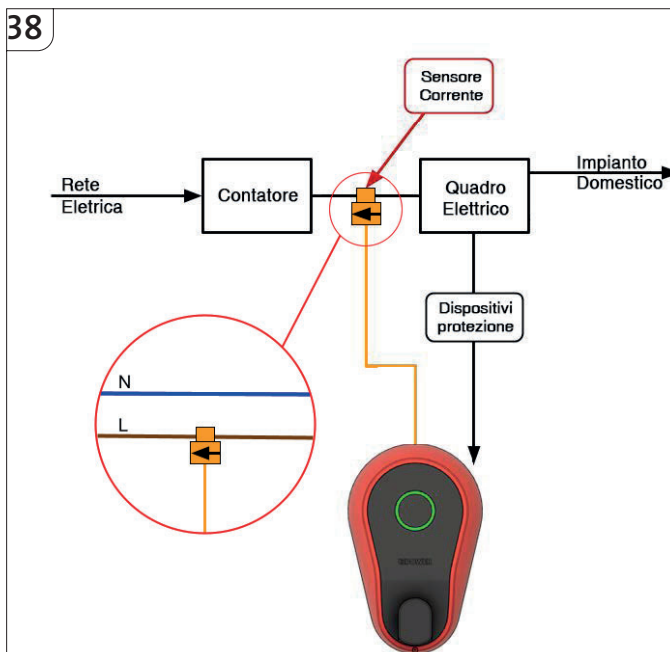 38
Sensore
Corrente
Rete
Eletrica
Contatore
Quadro
Elettrico
Impianto
Domestico
Dispositivi
protezione
N
L